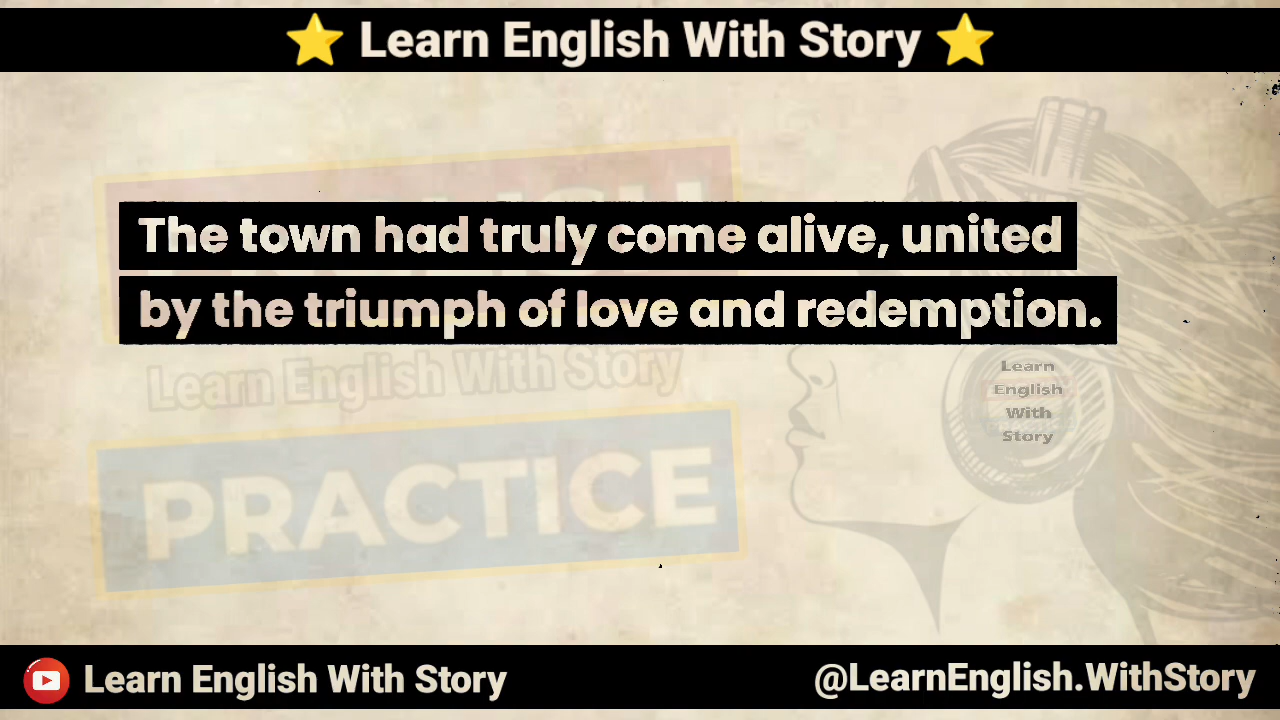 ⭐ Learn English With Story ⭐
The town had truly come alive, united
by the triumph of love and redemption.
Learn English With Story
PRACTICE
Learn
English
With
Story
Learn English With Story
@LearnEnglish.WithStory